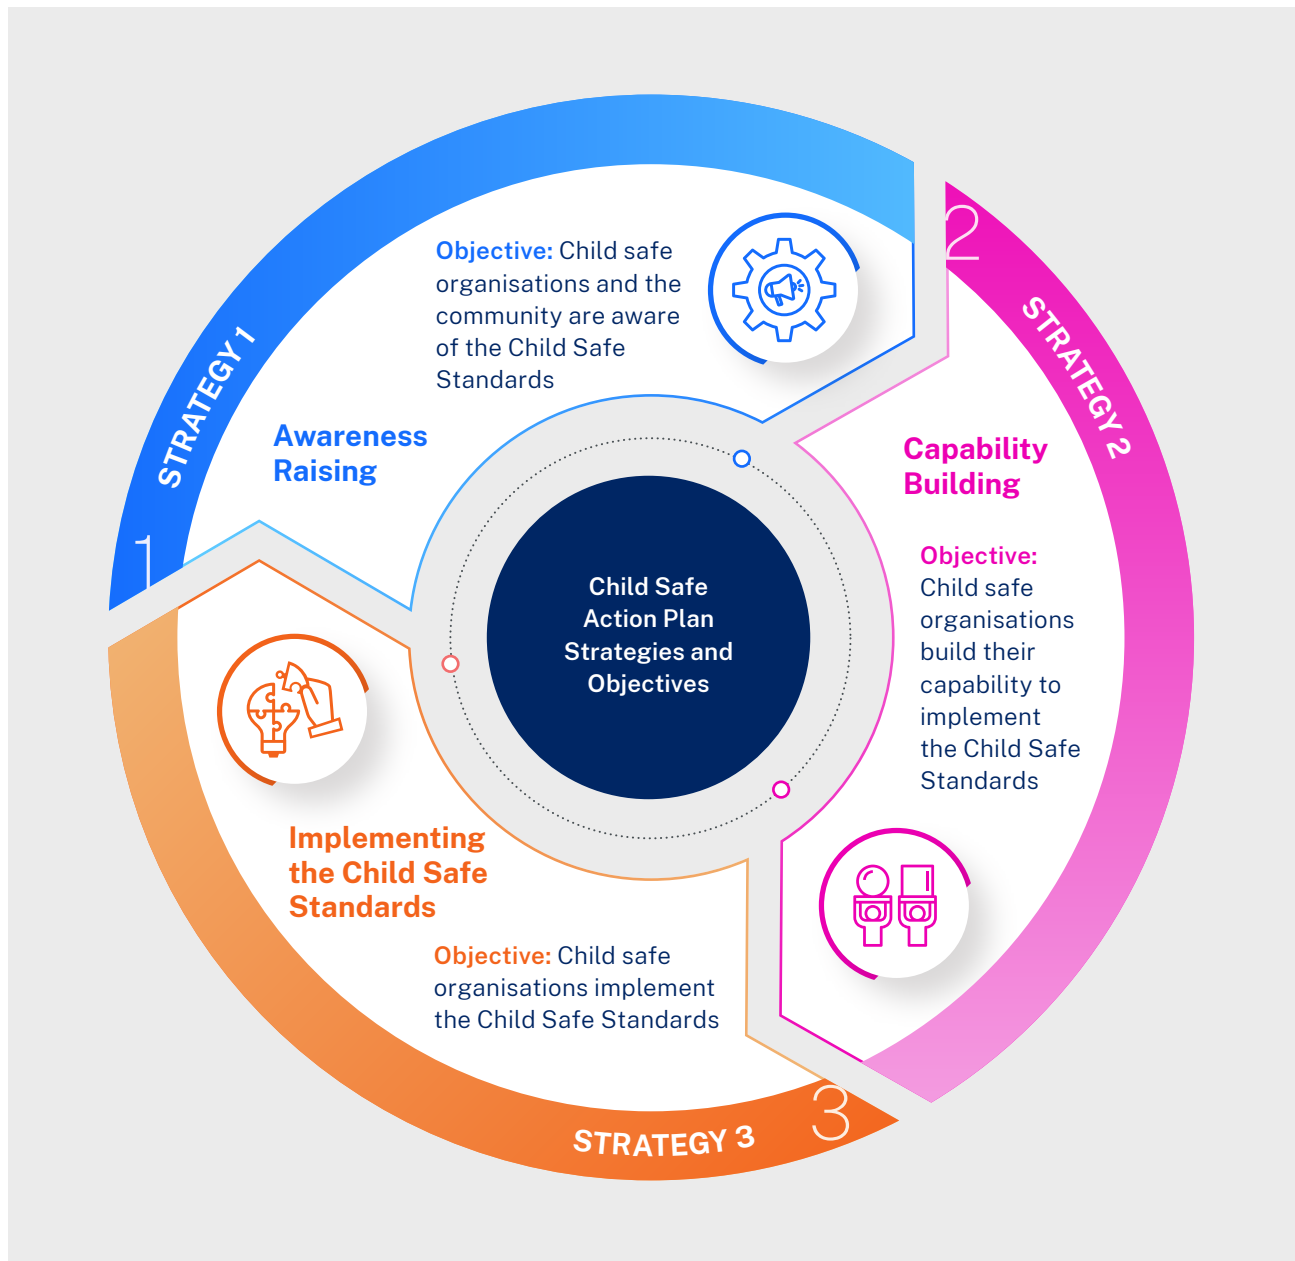 Child Safe
Action Plan
Strategies and
Objectives
1
STRATEGY 1
Awareness
Raising
Objective: Child safe
organisations and the
community are aware
of the Child Safe
Standards
2
STRATEGY 2
Capability
Building
Objective:
Child safe
organisations
build their
capability to
implement
the Child Safe
Standards
3
STRATEGY 3
Implementing
the Child Safe
Standards
Objective: Child safe
organisations implement
the Child Safe Standards